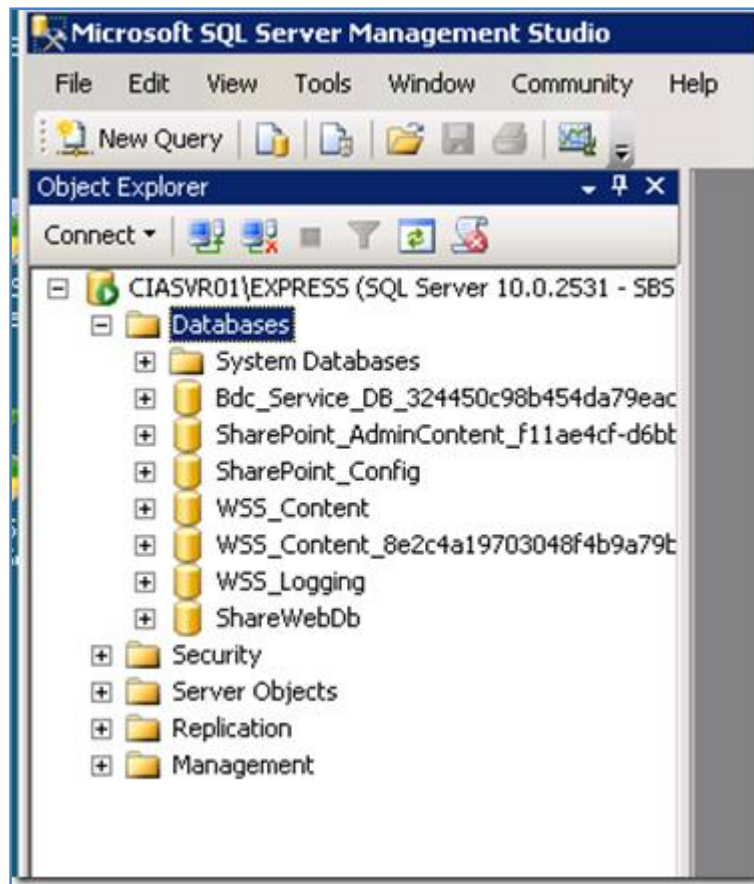 Microsoft SQL Server Management Studio
File Edit View Tools Window Community Help
New Query
Object Explorer
Connect
CIASVR01\EXPRESS (SQL Server 10.0.2531 - SBS
Databases
System Databases
Bdc_Service_DB_324450c98b454da79eac
SharePoint_AdminContent_f11ae4cf-d6bb
SharePoint_Config
WSS_Content
WSS_Content_8e2c4a19703048f4b9a79b
WSS_Logging
ShareWebDb
Security
Server Objects
Replication
Management